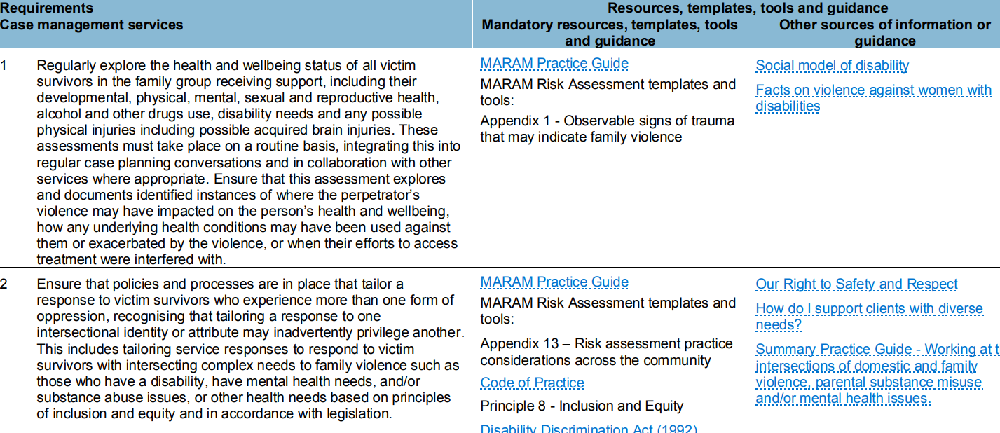 Requirements
Resources, templates, tools and guidance
Case management services
Mandatory resources, templates, tools
and guidance
Other sources of information or
guidance
1
Regularly explore the health and wellbeing status of all victim
survivors in the family group receiving support, including their
developmental, physical, mental, sexual and reproductive health,
alcohol and other drugs use, disability needs and any possible
physical injuries including possible acquired brain injuries. These
assessments must take place on a routine basis, integrating this into
regular case planning conversations and in collaboration with other
services where appropriate. Ensure that this assessment explores
and documents identified instances of where the perpetrator’s
violence may have impacted on the person’s health and wellbeing,
how any underlying health conditions may have been used against
them or exacerbated by the violence, or when their efforts to access
treatment were interfered with.
MARAM Practice Guide
MARAM Risk Assessment templates and
tools:
Appendix 1 - Observable signs of trauma
that may indicate family violence
Social model of disability
Facts on violence against women with
disabilities
2
Ensure that policies and processes are in place that tailor a
response to victim survivors who experience more than one form of
oppression, recognising that tailoring a response to one
intersectional identity or attribute may inadvertently privilege another.
This includes tailoring service responses to respond to victim
survivors with intersecting complex needs to family violence such as
those who have a disability, have mental health needs, and/or
substance abuse issues, or other health needs based on principles
of inclusion and equity and in accordance with legislation.
MARAM Practice Guide
MARAM Risk Assessment templates and
tools:
Appendix 13 – Risk assessment practice
considerations across the community
Code of Practice
Principle 8 - Inclusion and Equity
Disability Discrimination Act (1992)
Our Right to Safety and Respect
How do I support clients with diverse
needs?
Summary Practice Guide - Working at
intersections of domestic and family
violence, parental substance misuse
and/or mental health issues.